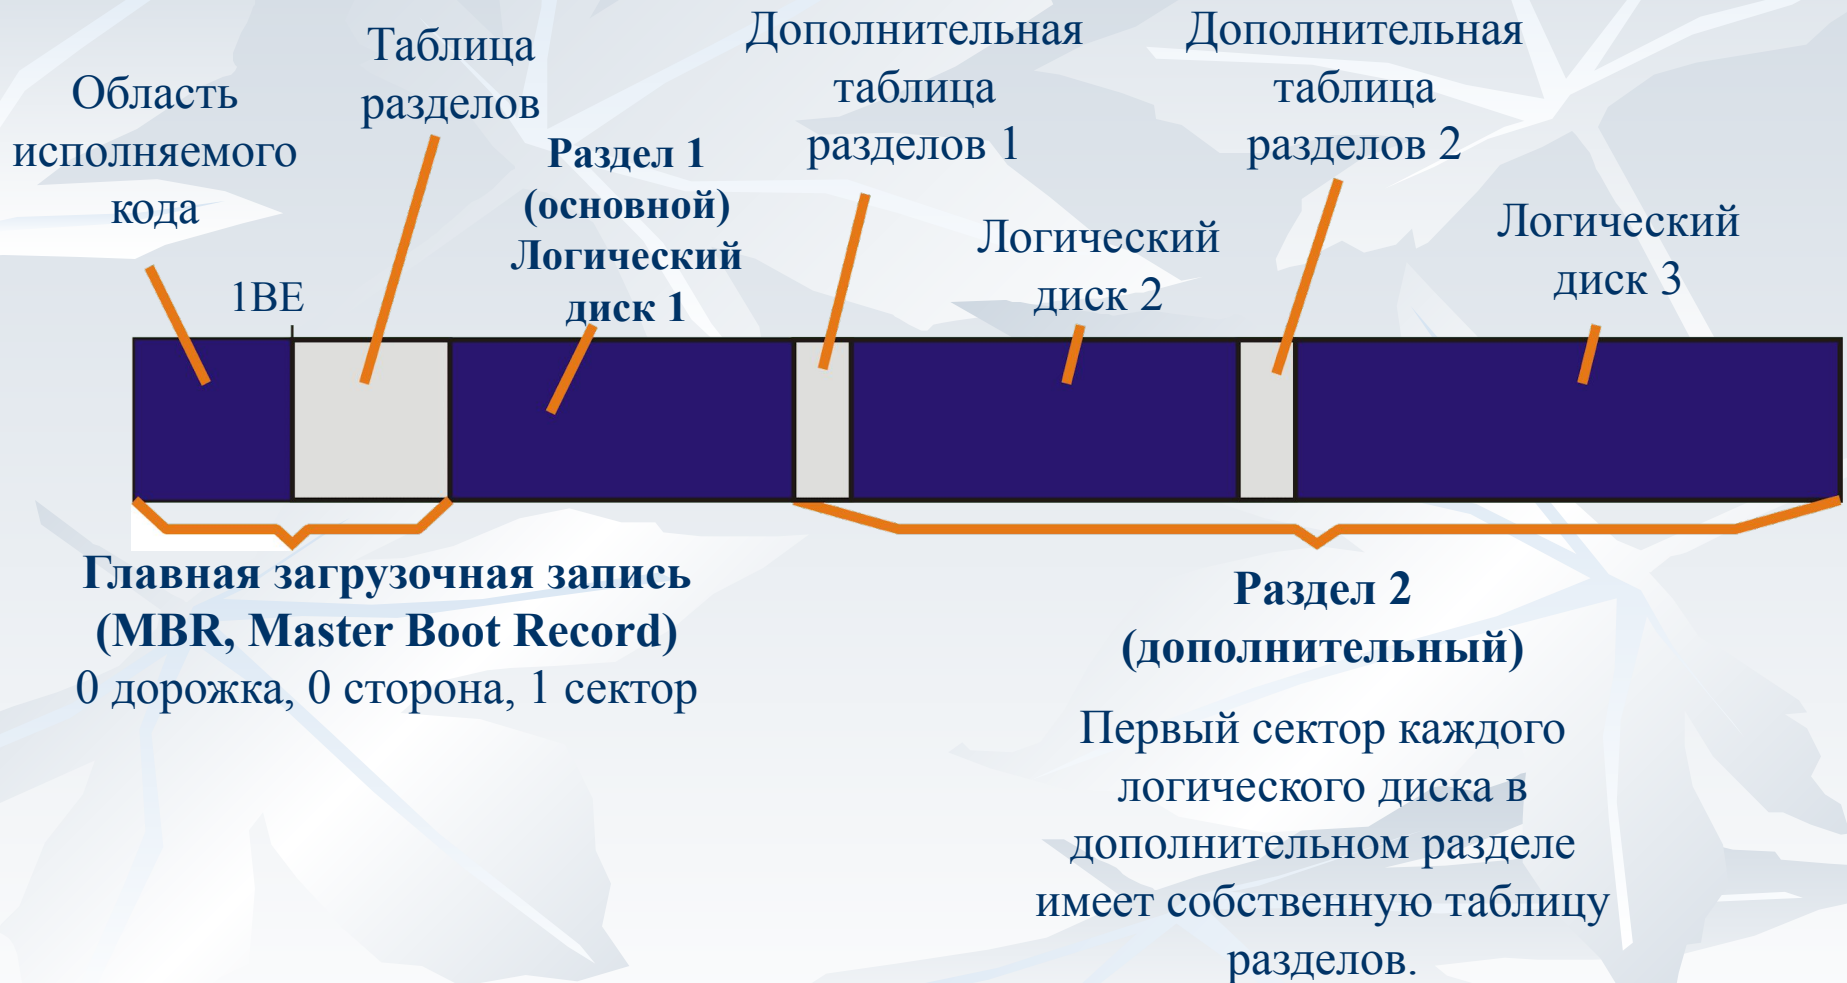 Область
исполняемого
кода
1BE
Таблица
разделов
Раздел 1
(основной)
Логический
диск 1
Дополнительная
таблица
разделов 1
Логический
диск 2
Дополнительная
таблица
разделов 2
Логический
диск 3
Главная загрузочная запись
(MBR, Master Boot Record)
0 дорожка, 0 сторона, 1 сектор
Раздел 2
(дополнительный)
Первый сектор каждого
логического диска в
дополнительном разделе
имеет собственную таблицу
разделов.